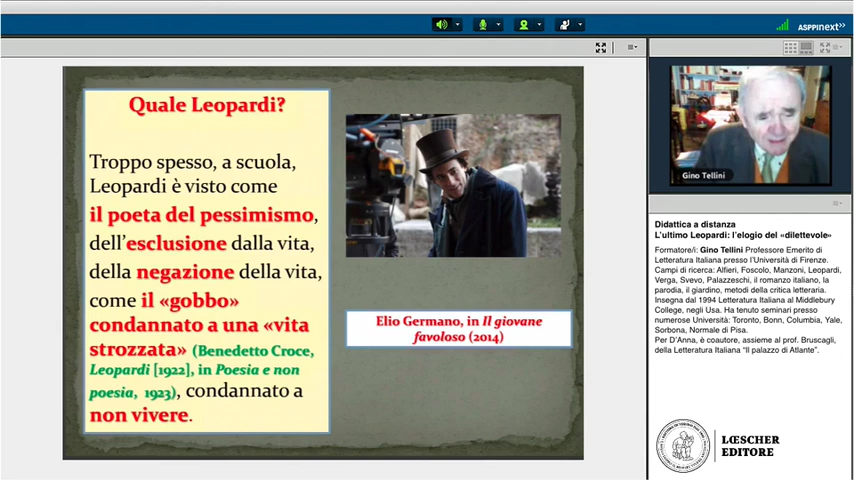 ASPPInext»
Quale Leopardi?
Troppo spesso, a scuola,
Leopardi è visto come
il poeta del pessimismo,
dell’esclusione dalla vita,
della negazione della vita,
come il «gobbo»
condannato a una «vita
strozzata» (Benedetto Croce,
Leopardi [1922], in Poesia e non
poesia, 1923), condannato a
non vivere.
Elio Germano, in Il giovane
favoloso (2014)
Gino Tellini
Didattica a distanza
L'ultimo Leopardi: l'elogio del «dilettevole»
Formatore/i: Gino Tellini Professore Emerito di
Letteratura Italiana presso l'Università di Firenze.
Campi di ricerca: Alfieri, Foscolo, Manzoni, Leopardi,
Verga, Svevo, Palazzeschi, il romanzo italiano, la
parodia, il giardino, metodi della critica letteraria.
Insegna dal 1994 Letteratura Italiana al Middlebury
College, negli Usa. Ha tenuto seminari presso
numerose Università: Toronto, Bonn, Columbia, Yale,
Sorbona, Normale di Pisa.
Per D'Anna, è coautore, assieme al prof. Bruscagli,
della Letteratura Italiana "Il palazzo di Atlante".
LŒSCHER
EDITORE